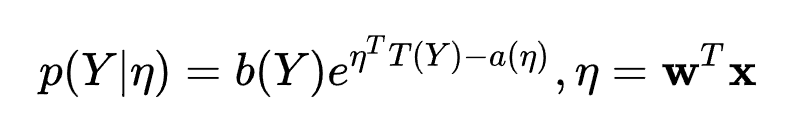 p(Y|η) = b(Y)e^{η^T T(Y)−a(η)}, η = w^T x